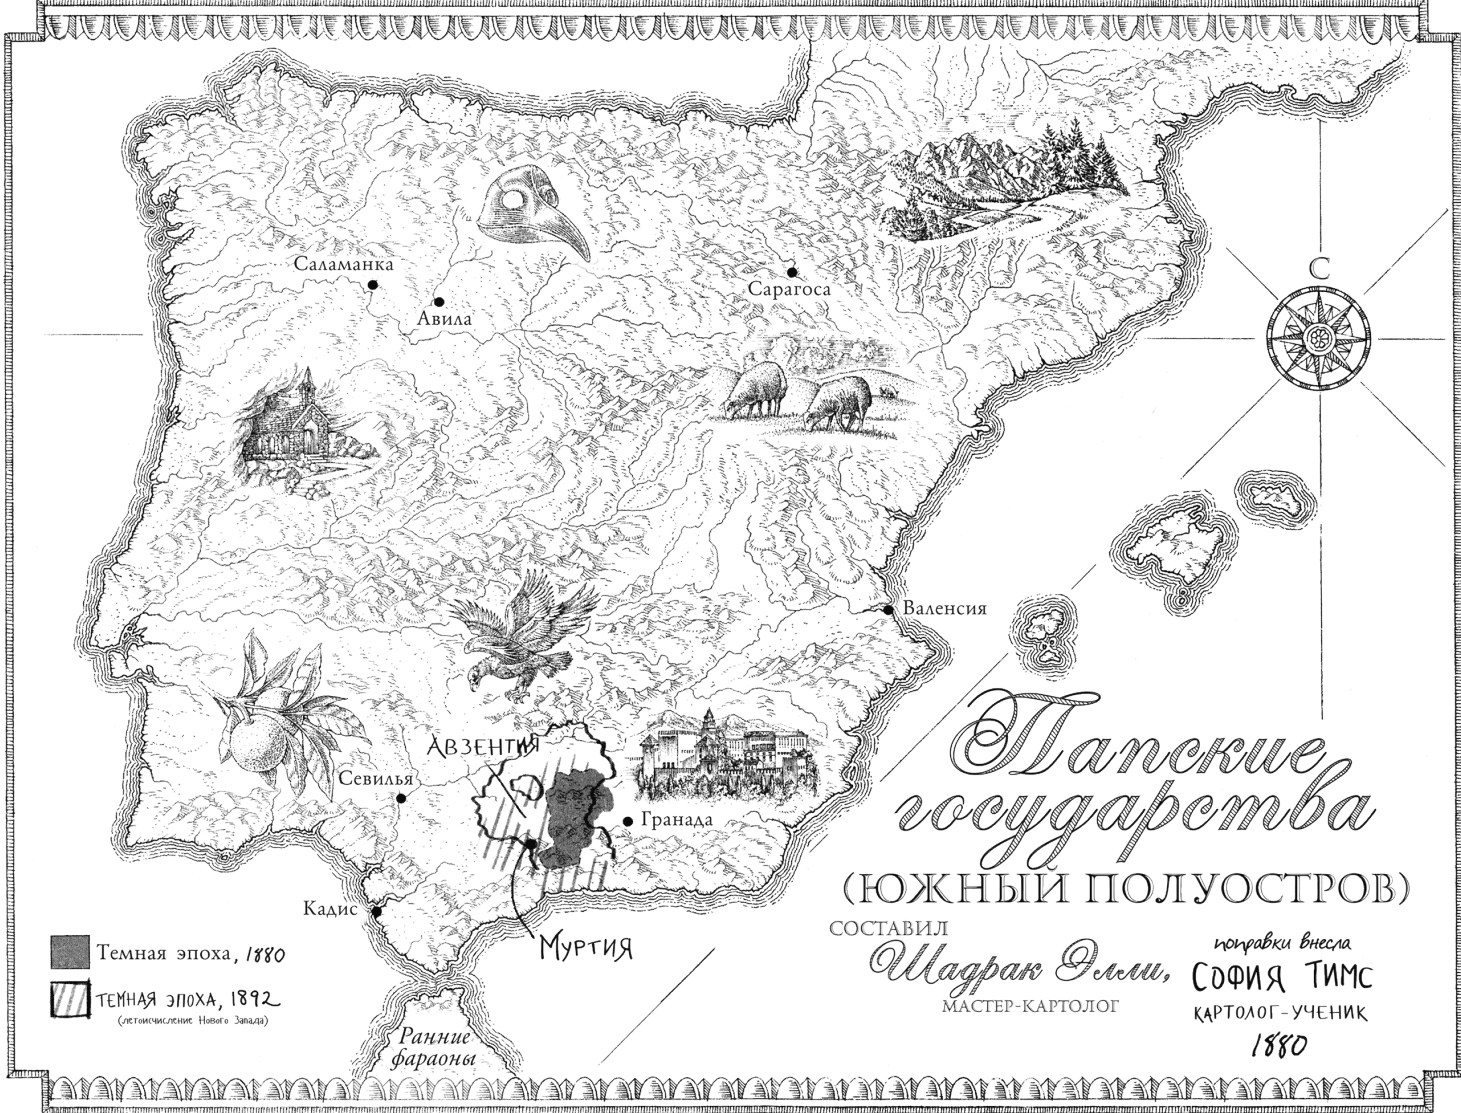 С
Саламанка
Авила
Сарагоса
Валенсия
Авзентия
Севилья
Гранада
Кадис
Муртия
Папские
государства
(ЮЖНЫЙ ПОЛУОСТРОВ)
СОСТАВИЛ
Шадрак Элли,
МАСТЕР-КАРТОЛОГ
поправки внесла
СОФИЯ ТИМС
КАРТОЛОГ-УЧЕНИК
1880
Темная эпоха, 1880
ТЕМНАЯ ЭПОХА, 1892
(летоисчисление Нового Запада)
Ранние
фараоны